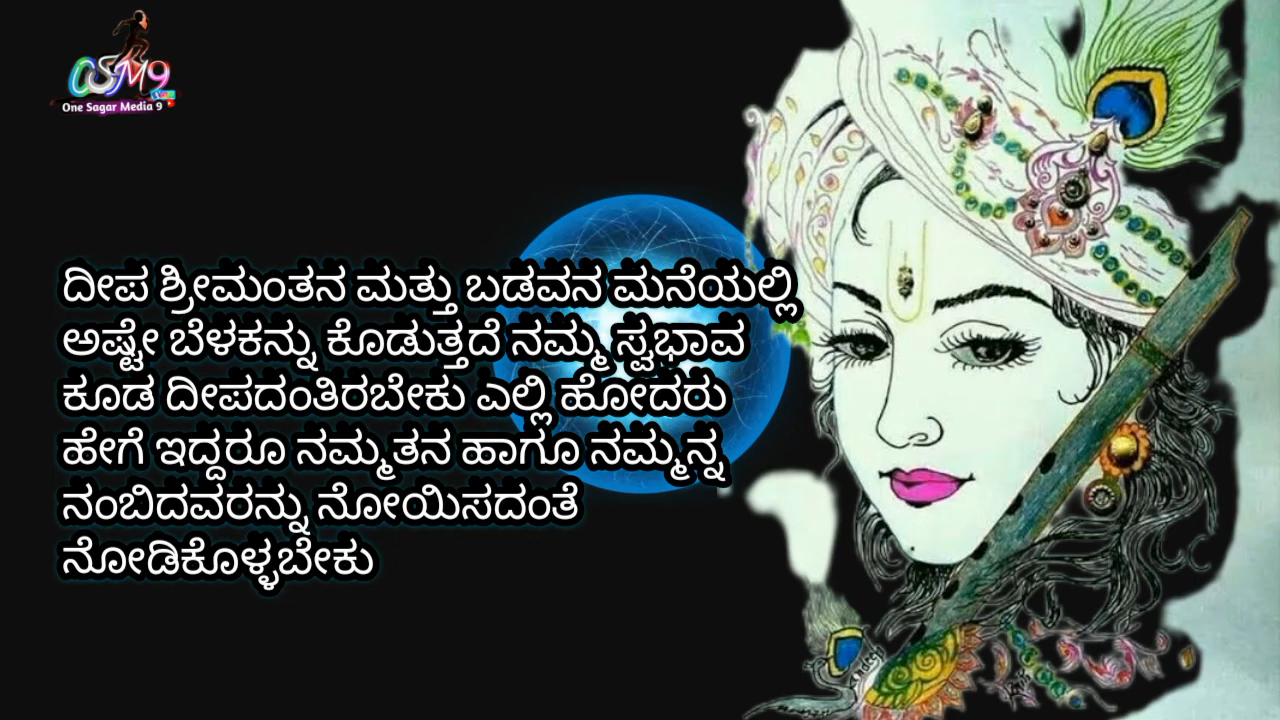 OSM9
One Sagar Media 9
ದೀಪ ಶ್ರೀಮಂತನ ಮತ್ತು ಬಡವನ ಮನೆಯಲ್ಲಿ
ಅಷ್ಟೇ ಬೆಳಕನ್ನು ಕೊಡುತ್ತದೆ ನಮ್ಮ ಸ್ವಭಾವ
ಕೂಡ ದೀಪದಂತಿರಬೇಕು ಎಲ್ಲಿ ಹೋದರು
ಹೇಗೆ ಇದ್ದರೂ ನಮ್ಮತನ ಹಾಗೂ ನಮ್ಮನ್ನ
ನಂಬಿದವರನ್ನು ನೋಯಿಸದಂತೆ
ನೋಡಿಕೊಳ್ಳಬೇಕು